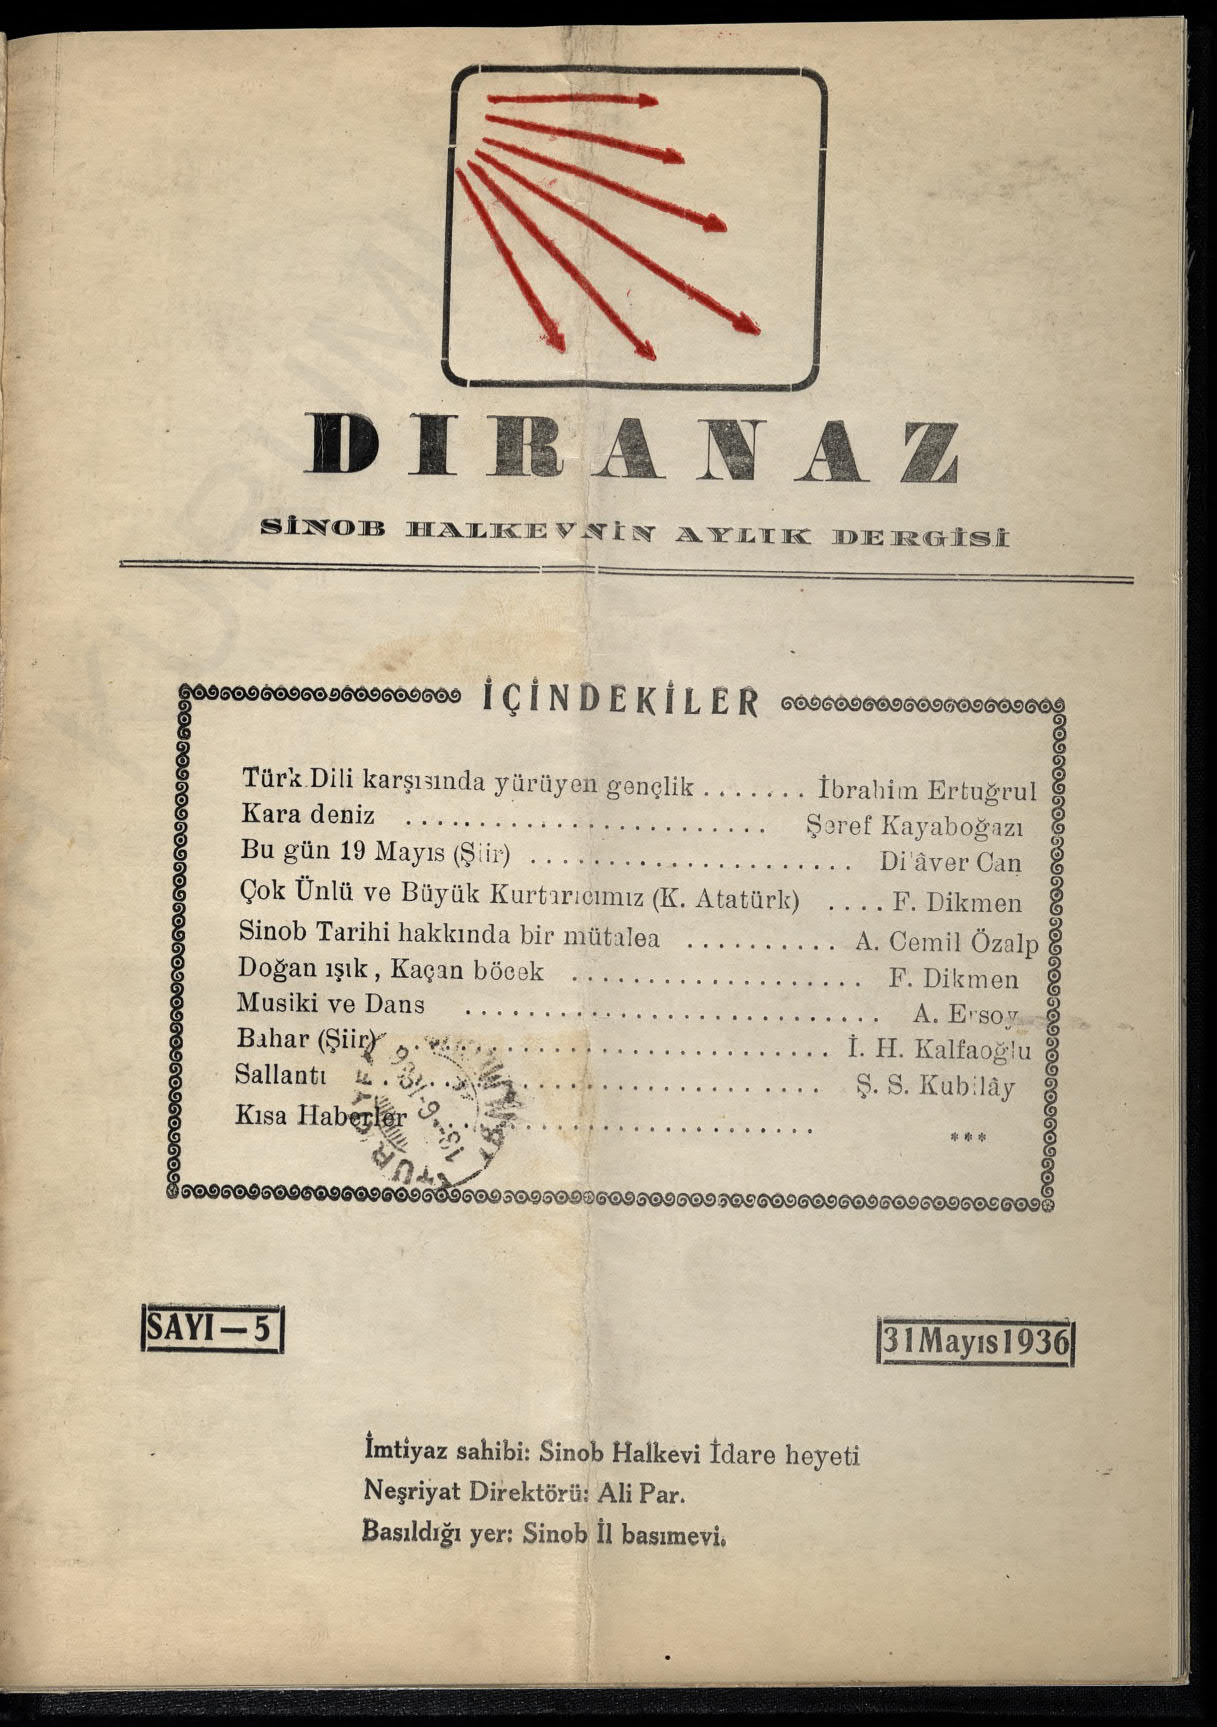 DIRANAZ
SİNOB HALKEVNİN AYLIK DERGİSİ
İÇİNDEKİLER
Türk Dili karşısında yürüyen gençlik ....... İbrahim Ertuğrul
Kara deniz ........................ Şeref Kayaboğazı
Bu gün 19 Mayıs (Şiir) ...................... Dilâver Can
Çok Ünlü ve Büyük Kurtarıcımız (K. Atatürk) .... F. Dikmen
Sinob Tarihi hakkında bir mütalea .......... A. Cemil Özalp
Doğan ışık, Kaçan böcek .................... F. Dikmen
Musiki ve Dans ............................ A. Ersoy
Bahar (Şiir) ............................ İ. H. Kalfaoğlu
Sallantı ............................ Ş. S. Kubilây
Kısa Haberler ........................ ***
SAYI—5
31 Mayıs 1936
İmtiyaz sahibi: Sinob Halkevi İdare heyeti
Neşriyat Direktörü: Ali Par.
Basıldığı yer: Sinob İl basımevi.